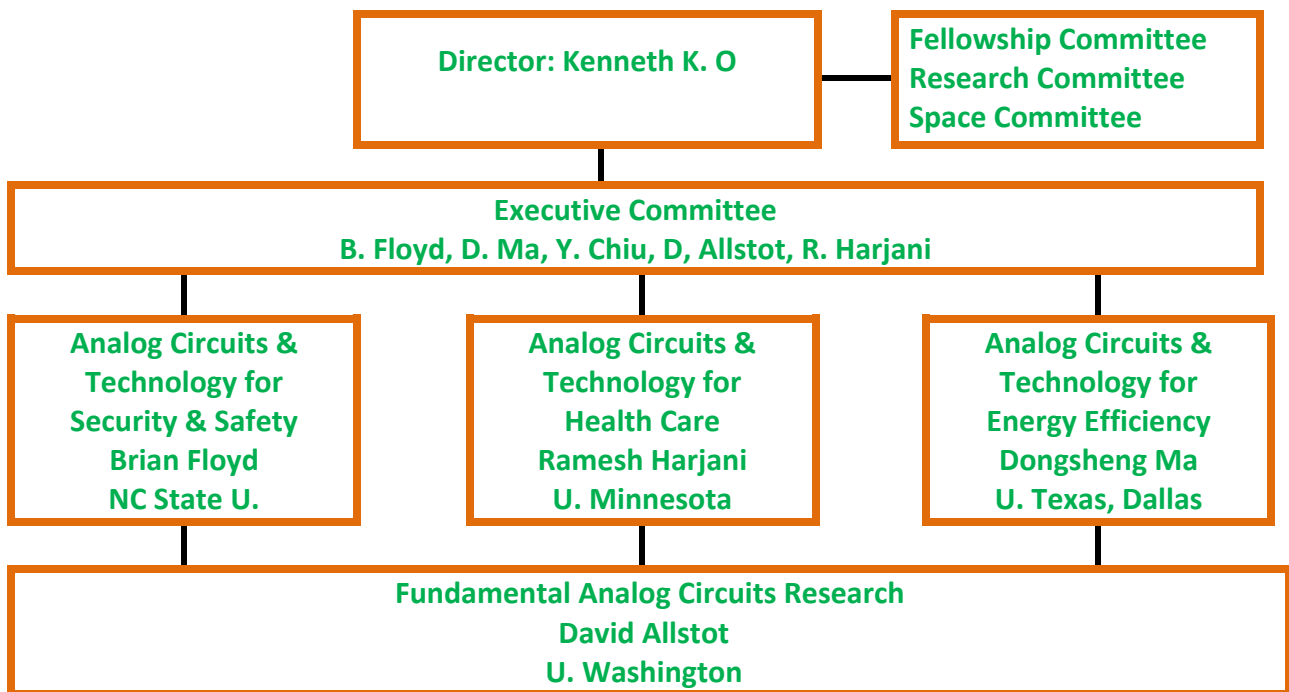 Director: Kenneth K. O
Fellowship Committee
Research Committee
Space Committee
Executive Committee
B. Floyd, D. Ma, Y. Chiu, D, Allstot, R. Harjani
Analog Circuits &
Technology for
Security & Safety
Brian Floyd
NC State U.
Analog Circuits &
Technology for
Health Care
Ramesh Harjani
U. Minnesota
Analog Circuits &
Technology for
Energy Efficiency
Dongsheng Ma
U. Texas, Dallas
Fundamental Analog Circuits Research
David Allstot
U. Washington